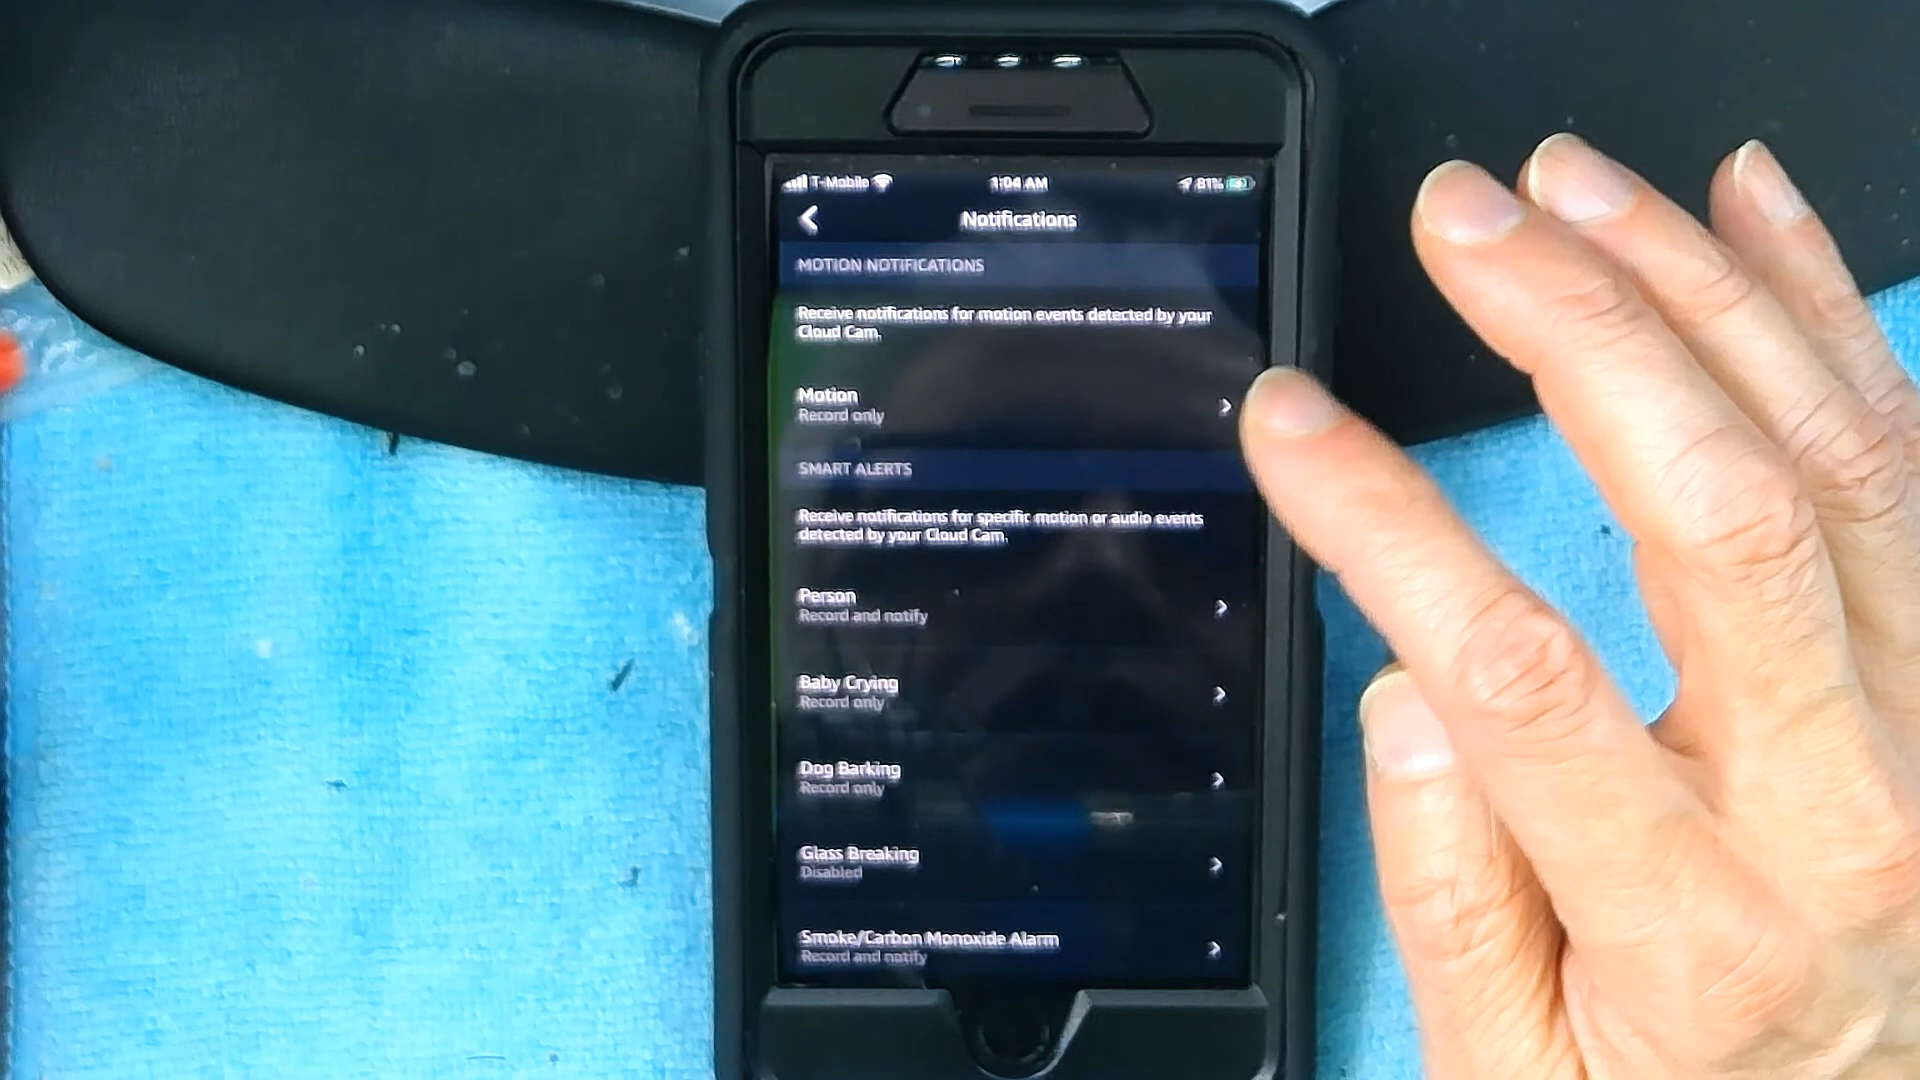 T-Mobile 1:04 AM 81%
Notifications
MOTION NOTIFICATIONS
Receive notifications for motion events detected by your
Cloud Cam.
Motion
Record only
SMART ALERTS
Receive notifications for specific motion or audio events
detected by your Cloud Cam.
Person
Record and notify
Baby Crying
Record only
Dog Barking
Record only
Glass Breaking
Disabled
Smoke/Carbon Monoxide Alarm
Record and notify